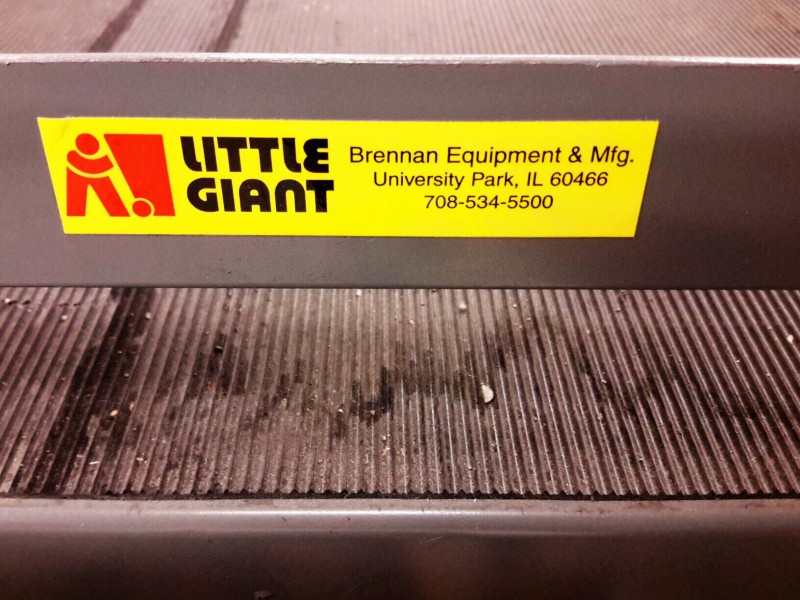 LITTLE
GIANT
Brennan Equipment & Mfg.
University Park, IL 60466
708-534-5500